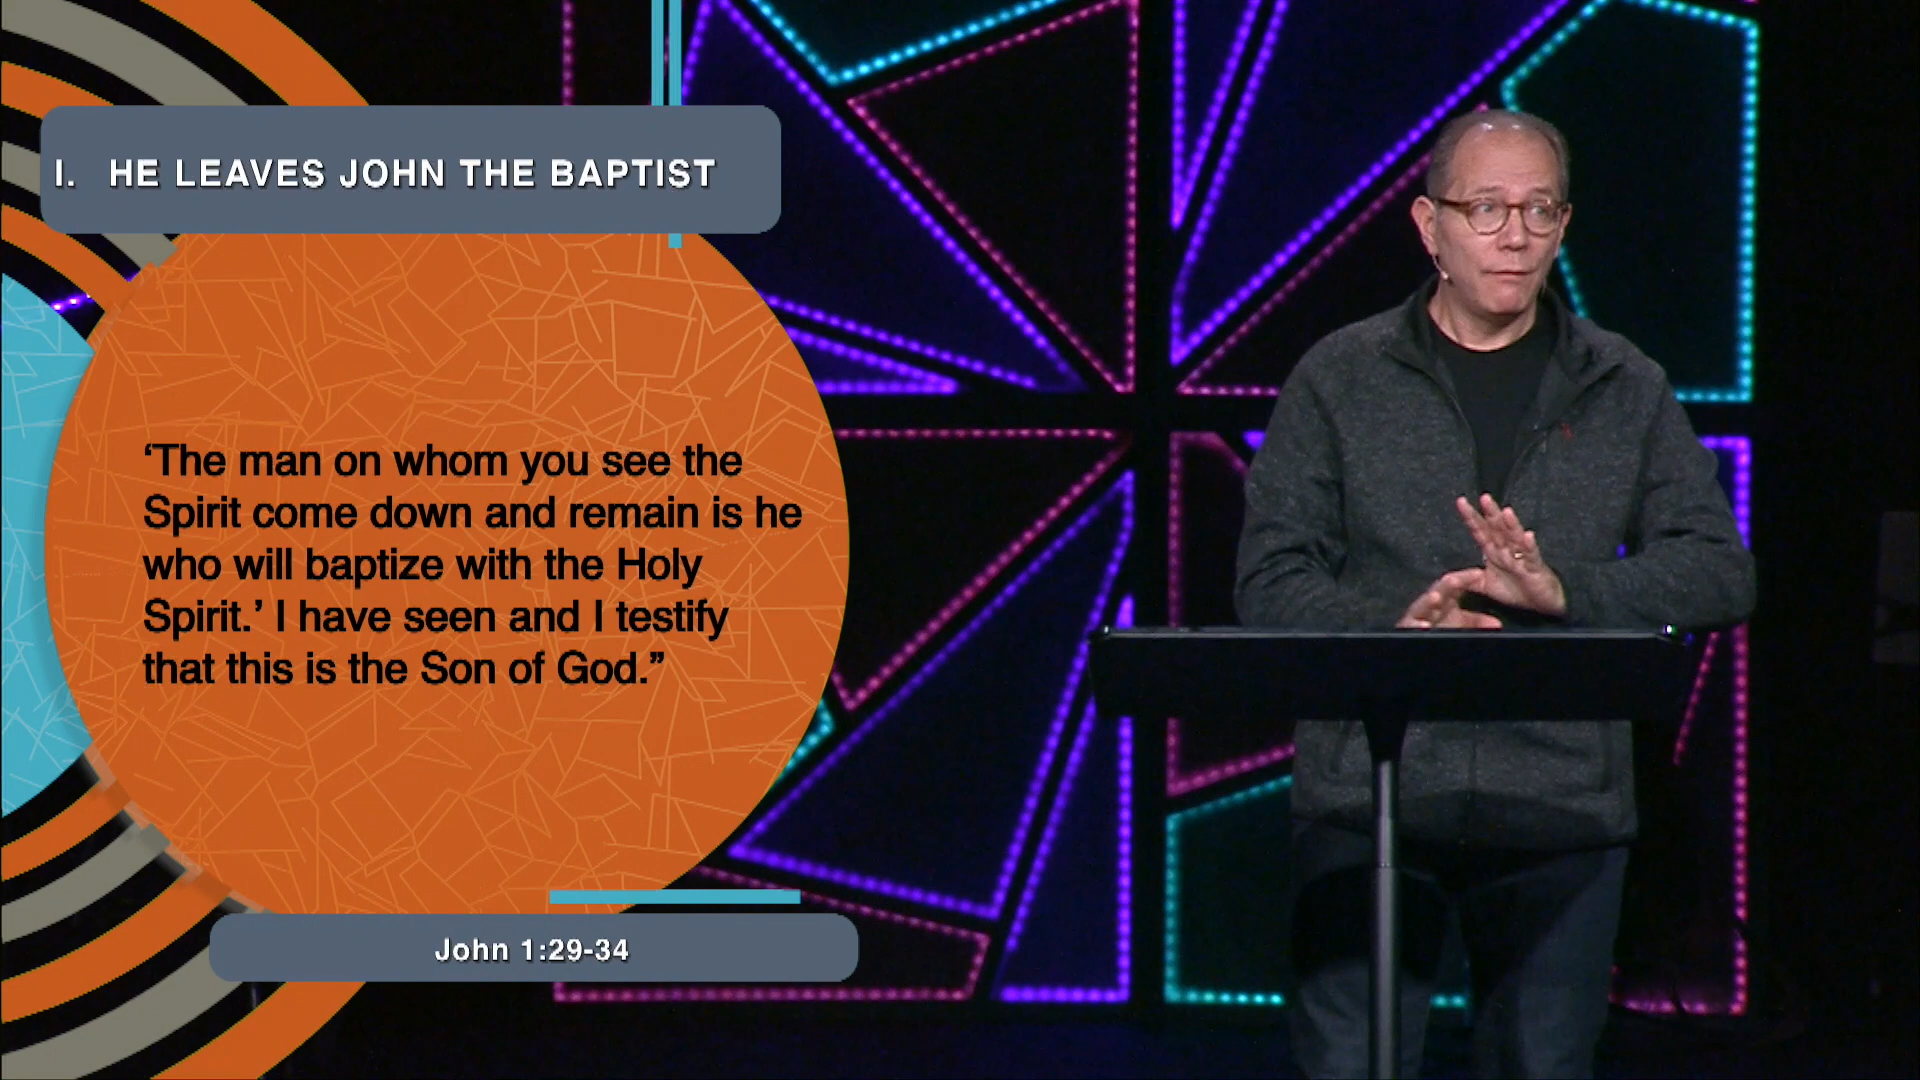 I. HE LEAVES JOHN THE BAPTIST
‘The man on whom you see the
Spirit come down and remain is he
who will baptize with the Holy
Spirit.’ I have seen and I testify
that this is the Son of God.”
John 1:29-34